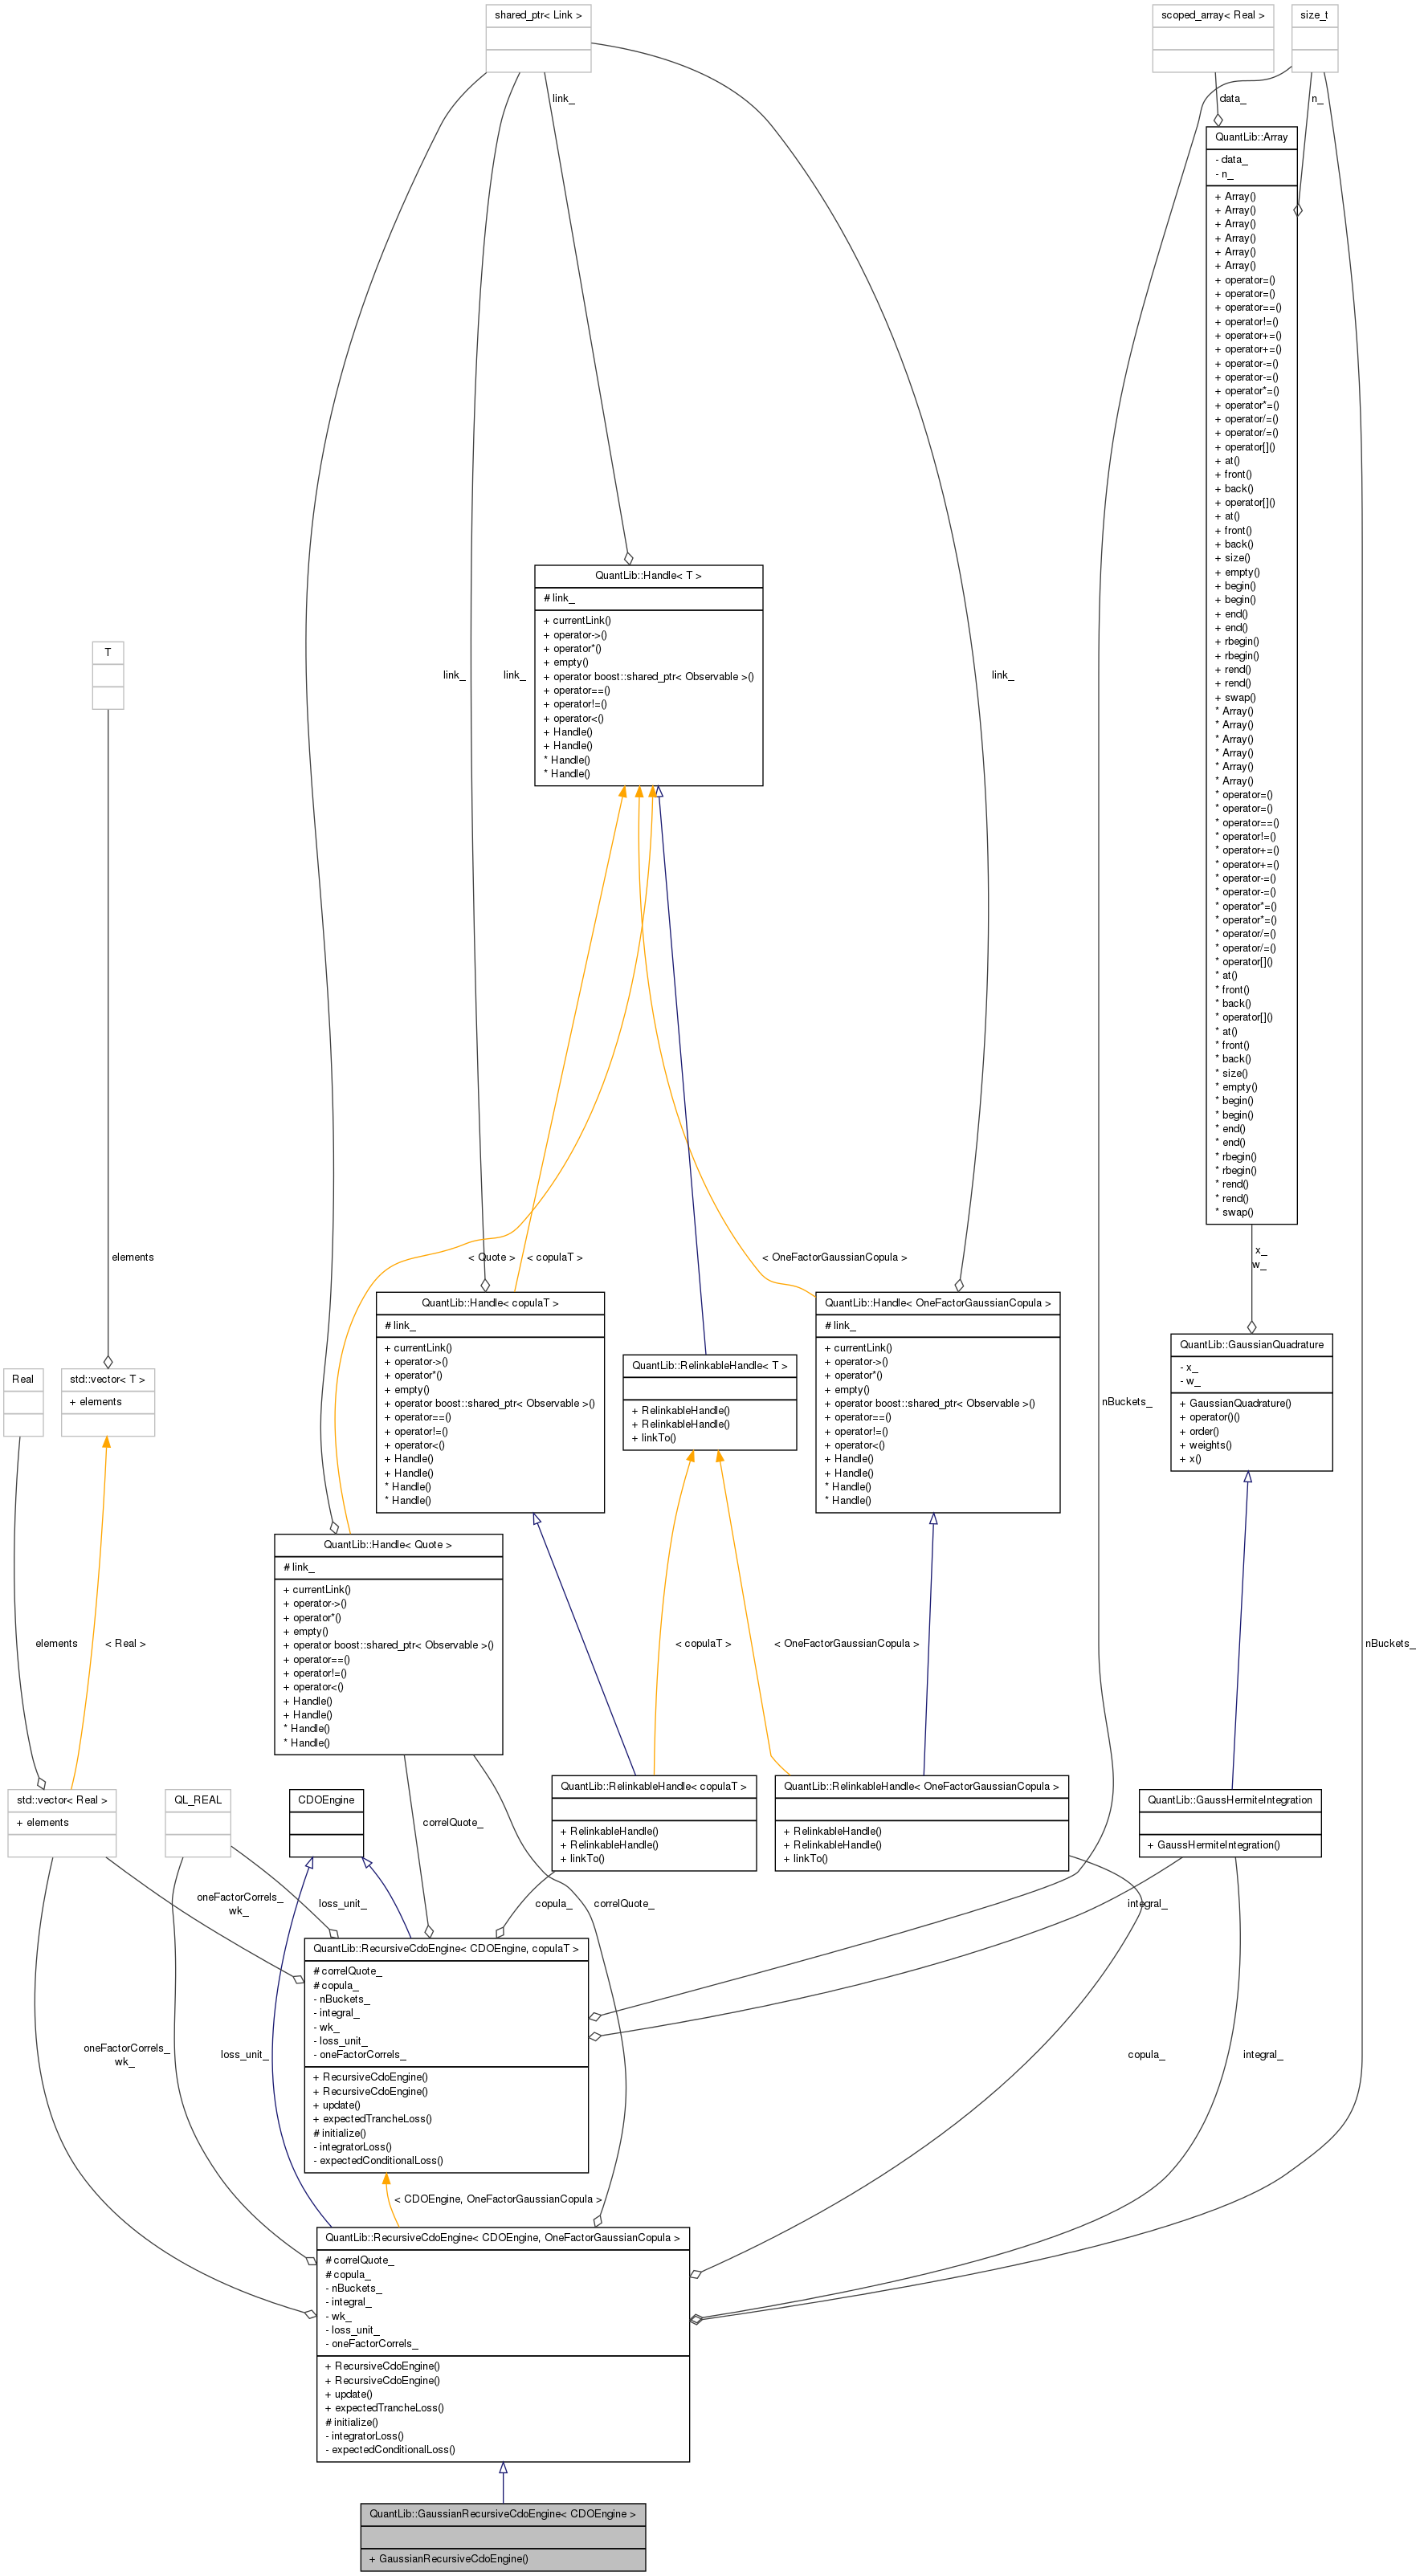 shared_ptr< Link >
scoped_array< Real >
size_t
link_
data_
n_
QuantLib::Array
- data_
- n_
+ Array()
+ Array()
+ Array()
+ Array()
+ Array()
+ Array()
+ operator=()
+ operator=()
+ operator==()
+ operator!=()
+ operator+=()
+ operator+=()
+ operator-=()
+ operator-=()
+ operator*=()
+ operator*=()
+ operator/=()
+ operator/=()
+ operator[]()
+ at()
+ front()
+ back()
+ operator[]()
+ at()
+ front()
+ back()
+ size()
+ empty()
+ begin()
+ begin()
+ end()
+ end()
+ rbegin()
+ rbegin()
+ rend()
+ rend()
+ swap()
* Array()
* Array()
* Array()
* Array()
* Array()
* Array()
* operator=()
* operator=()
* operator==()
* operator!=()
* operator+=()
* operator+=()
* operator-=()
* operator-=()
* operator*=()
* operator*=()
* operator/=()
* operator/=()
* operator[]()
* at()
* front()
* back()
* operator[]()
* at()
* front()
* back()
* size()
* empty()
* begin()
* begin()
* end()
* end()
* rbegin()
* rbegin()
* rend()
* rend()
* swap()
QuantLib::Handle< T >
# link_
+ currentLink()
+ operator->()
+ operator*()
+ empty()
+ operator boost::shared_ptr< Observable >()
+ operator==()
+ operator!=()
+ operator<()
+ Handle()
+ Handle()
* Handle()
* Handle()
T
link_
link_
link_
elements
< Quote >
< copulaT >
< OneFactorGaussianCopula >
x_
w_
QuantLib::Handle< copulaT >
# link_
+ currentLink()
+ operator->()
+ operator*()
+ empty()
+ operator boost::shared_ptr< Observable >()
+ operator==()
+ operator!=()
+ operator<()
+ Handle()
+ Handle()
* Handle()
* Handle()
QuantLib::Handle< OneFactorGaussianCopula >
# link_
+ currentLink()
+ operator->()
+ operator*()
+ empty()
+ operator boost::shared_ptr< Observable >()
+ operator==()
+ operator!=()
+ operator<()
+ Handle()
+ Handle()
* Handle()
* Handle()
QuantLib::GaussianQuadrature
- x_
- w_
+ GaussianQuadrature()
+ operator()()
+ order()
+ weights()
+ x()
QuantLib::RelinkableHandle< T >
+ RelinkableHandle()
+ RelinkableHandle()
+ linkTo()
Real
std::vector< T >
+ elements
nBuckets_
QuantLib::Handle< Quote >
# link_
+ currentLink()
+ operator->()
+ operator*()
+ empty()
+ operator boost::shared_ptr< Observable >()
+ operator==()
+ operator!=()
+ operator<()
+ Handle()
+ Handle()
* Handle()
* Handle()
elements
< Real >
< copulaT >
< OneFactorGaussianCopula >
nBuckets_
std::vector< Real >
+ elements
QL_REAL
CDOEngine
QuantLib::RelinkableHandle< copulaT >
+ RelinkableHandle()
+ RelinkableHandle()
+ linkTo()
QuantLib::RelinkableHandle< OneFactorGaussianCopula >
+ RelinkableHandle()
+ RelinkableHandle()
+ linkTo()
QuantLib::GaussHermiteIntegration
+ GaussHermiteIntegration()
correlQuote_
oneFactorCorrels_
wk_
loss_unit_
copula_
correlQuote_
integral_
QuantLib::RecursiveCdoEngine< CDOEngine, copulaT >
# correlQuote_
# copula_
- nBuckets_
- integral_
- wk_
- loss_unit_
- oneFactorCorrels_
+ RecursiveCdoEngine()
+ RecursiveCdoEngine()
+ update()
+ expectedTrancheLoss()
# initialize()
- integratorLoss()
- expectedConditionalLoss()
oneFactorCorrels_
wk_
loss_unit_
copula_
integral_
< CDOEngine, OneFactorGaussianCopula >
QuantLib::RecursiveCdoEngine< CDOEngine, OneFactorGaussianCopula >
# correlQuote_
# copula_
- nBuckets_
- integral_
- wk_
- loss_unit_
- oneFactorCorrels_
+ RecursiveCdoEngine()
+ RecursiveCdoEngine()
+ update()
+ expectedTrancheLoss()
# initialize()
- integratorLoss()
- expectedConditionalLoss()
QuantLib::GaussianRecursiveCdoEngine< CDOEngine >
+ GaussianRecursiveCdoEngine()